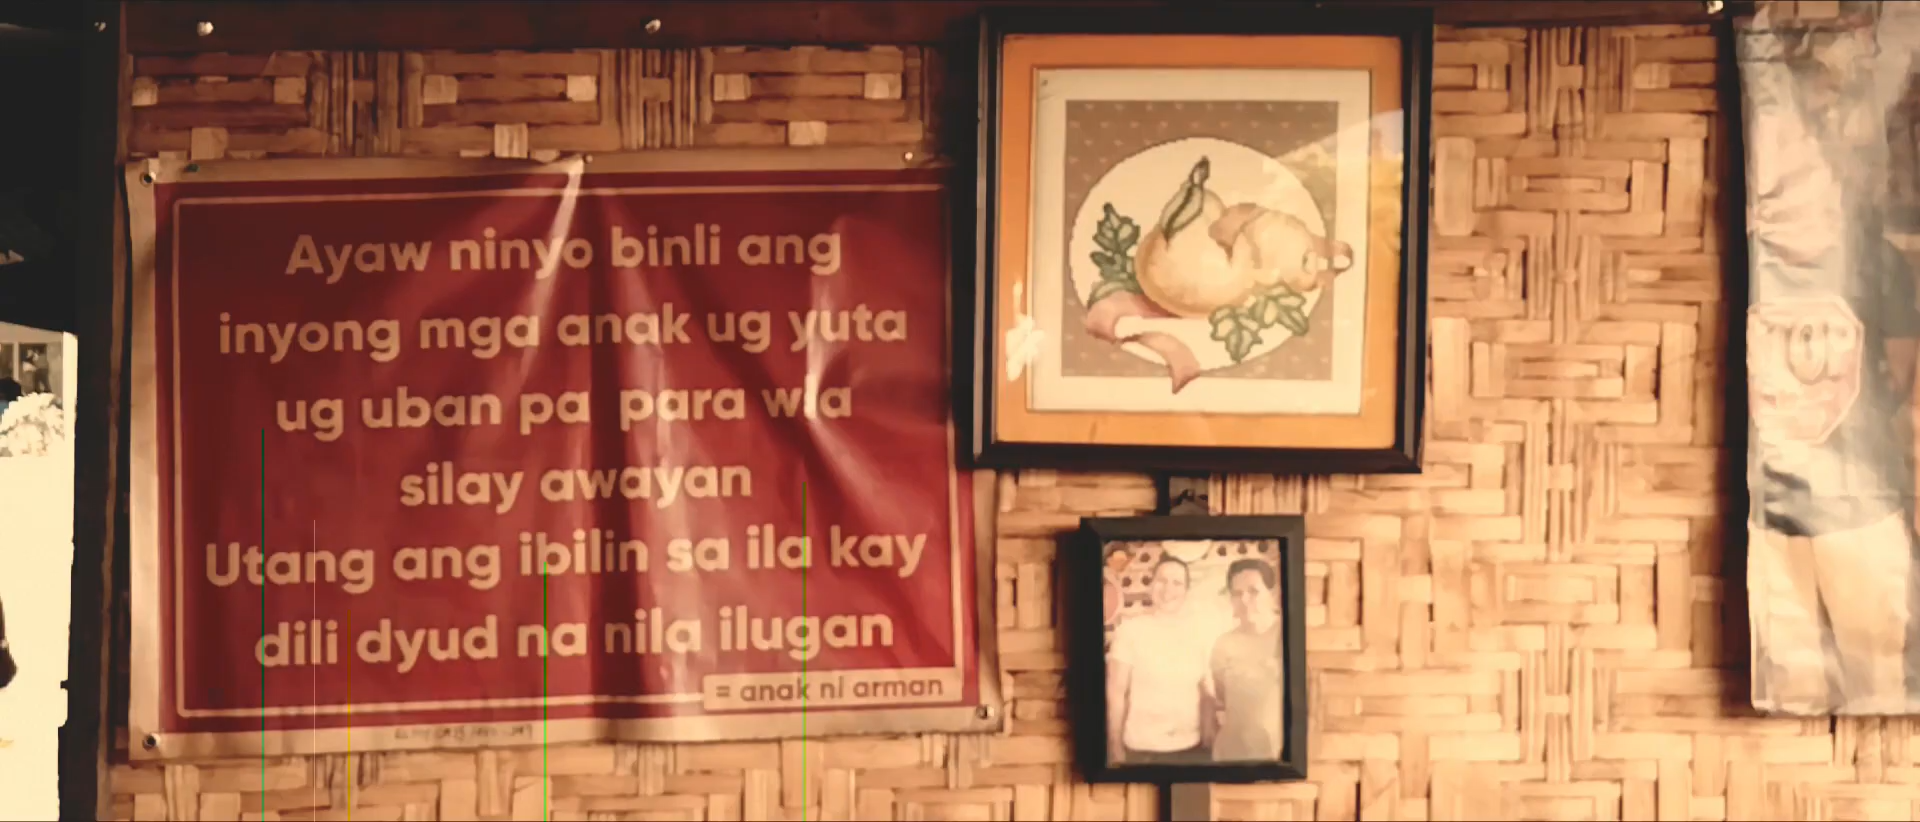 Ayaw ninyo binli ang
inyong mga anak ug yuta
ug uban pa para wla
silay awayan
Utang ang ibilin sa ila kay
dili dyud na nila ilugan
= anak ni arman